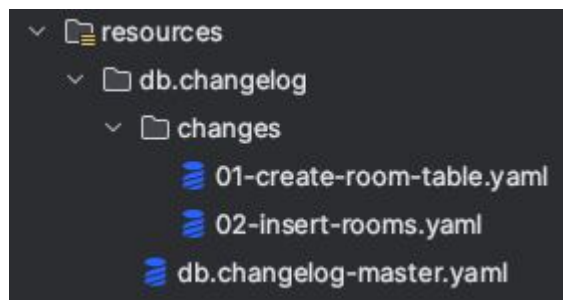 resources
db.changelog
changes
01-create-room-table.yaml
02-insert-rooms.yaml
db.changelog-master.yaml